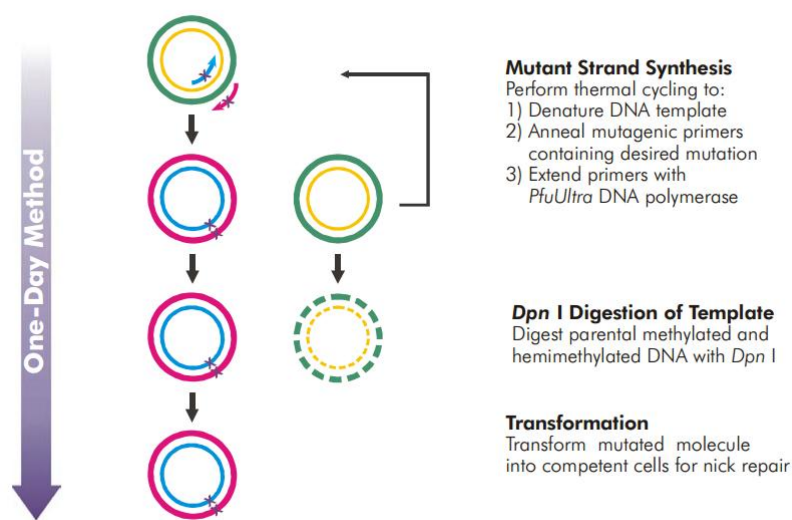 One-Day Method
Mutant Strand Synthesis
Perform thermal cycling to:
1) Denature DNA template
2) Anneal mutagenic primers
containing desired mutation
3) Extend primers with
PfuUltra DNA polymerase
Dpn I Digestion of Template
Digest parental methylated and
hemimethylated DNA with Dpn I
Transformation
Transform mutated molecule
into competent cells for nick repair